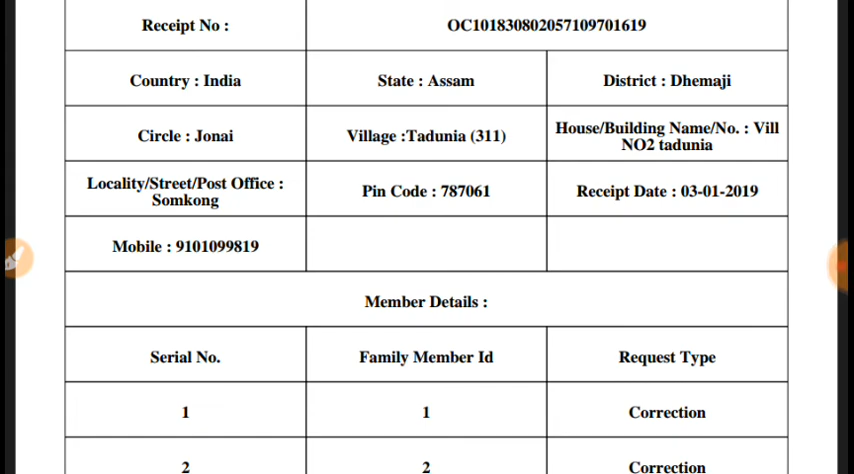 Receipt No :
OC101830802057109701619
Country : India
State : Assam
District : Dhemaji
Circle : Jonai
Village :Tadunia (311)
House/Building Name/No. : Vill
NO2 tadunia
Locality/Street/Post Office :
Somkong
Pin Code : 787061
Receipt Date : 03-01-2019
Mobile : 9101099819
Member Details :
Serial No.
Family Member Id
Request Type
1
1
Correction
2
2
Correction